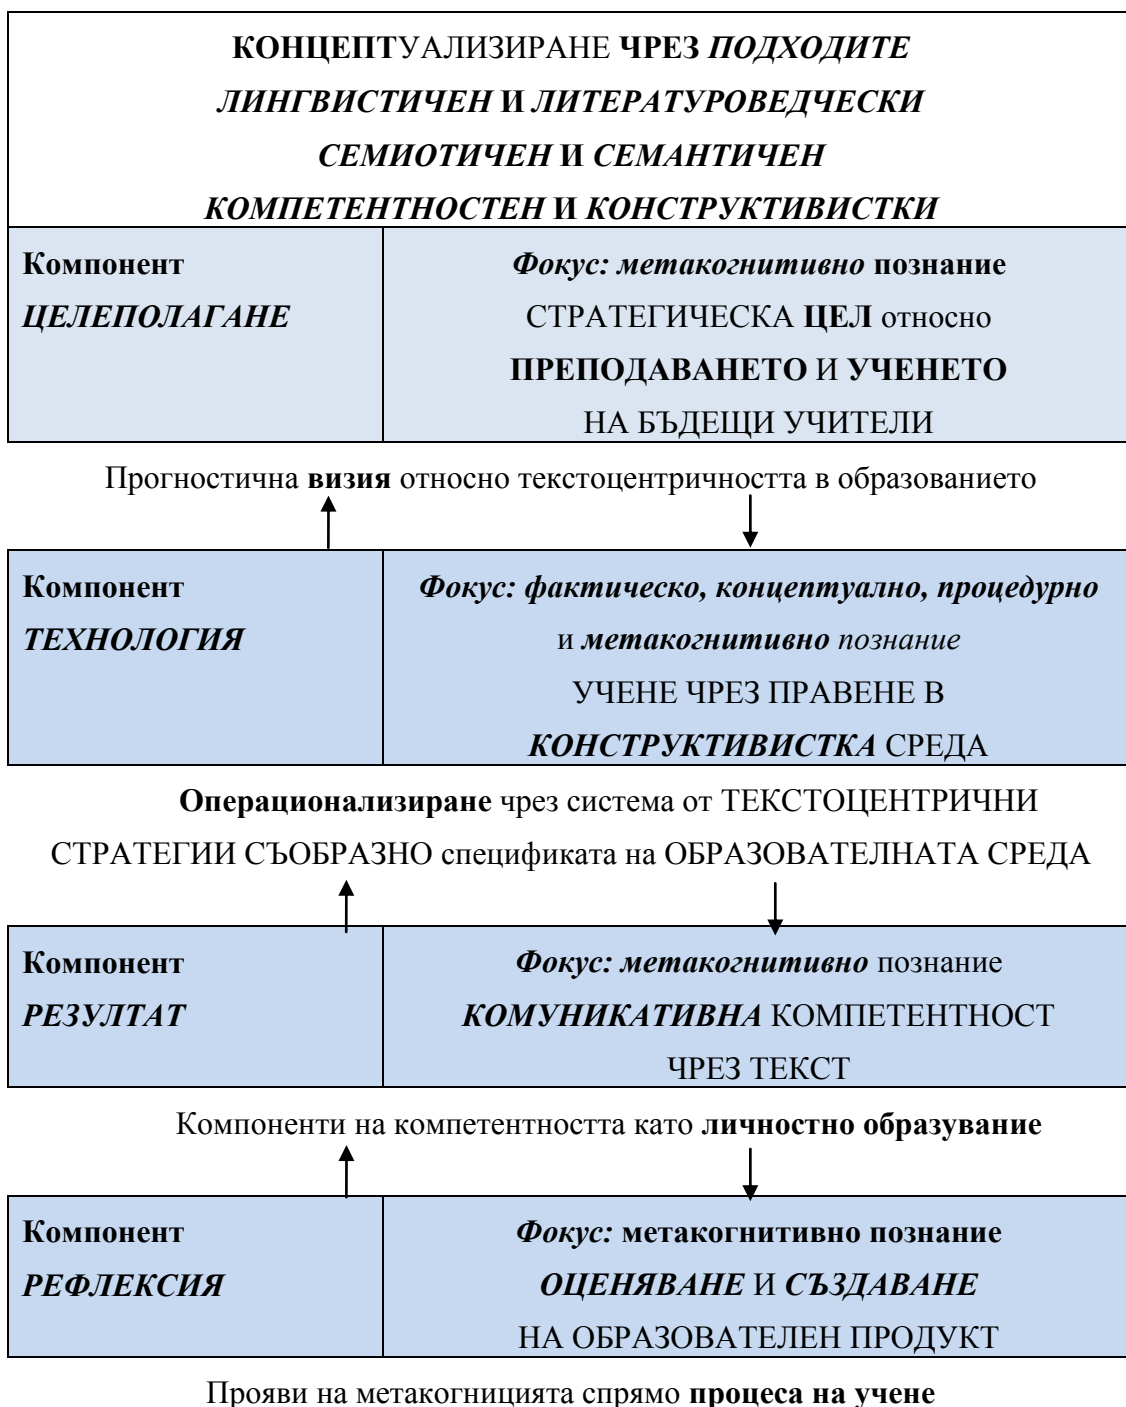 КОНЦЕПТУАЛИЗИРАНЕ ЧРЕЗ ПОДХОДИТЕ
ЛИНГВИСТИЧЕН И ЛИТЕРАТУРОВЕДЧЕСКИ
СЕМИОТИЧЕН И СЕМАНТИЧЕН
КОМПЕТЕНТНОСТЕН И КОНСТРУКТИВИСТКИ
Компонент
ЦЕЛЕПОЛАГАНЕ
Фокус: метакогнитивно познание
СТРАТЕГИЧЕСКА ЦЕЛ относно
ПРЕПОДАВАНЕТО И УЧЕНЕТО
НА БЪДЕЩИ УЧИТЕЛИ
Прогностична визия относно текстоцентричността в образованието
Компонент
ТЕХНОЛОГИЯ
Фокус: фактическо, концептуално, процедурно
и метакогнитивно познание
УЧЕНЕ ЧРЕЗ ПРАВЕНЕ В
КОНСТРУКТИВИСТКА СРЕДА
Операционализиране чрез система от ТЕКСТОЦЕНТРИЧНИ
СТРАТЕГИИ СЪОБРАЗНО спецификата на ОБРАЗОВАТЕЛНАТА СРЕДА
Компонент
РЕЗУЛТАТ
Фокус: метакогнитивно познание
КОМУНИКАТИВНА КОМПЕТЕНТНОСТ
ЧРЕЗ ТЕКСТ
Компоненти на компетентността като личностно образувание
Компонент
РЕФЛЕКСИЯ
Фокус: метакогнитивно познание
ОЦЕНЯВАНЕ И СЪЗДАВАНЕ
НА ОБРАЗОВАТЕЛЕН ПРОДУКТ
Прояви на метакогницията спрямо процеса на учене